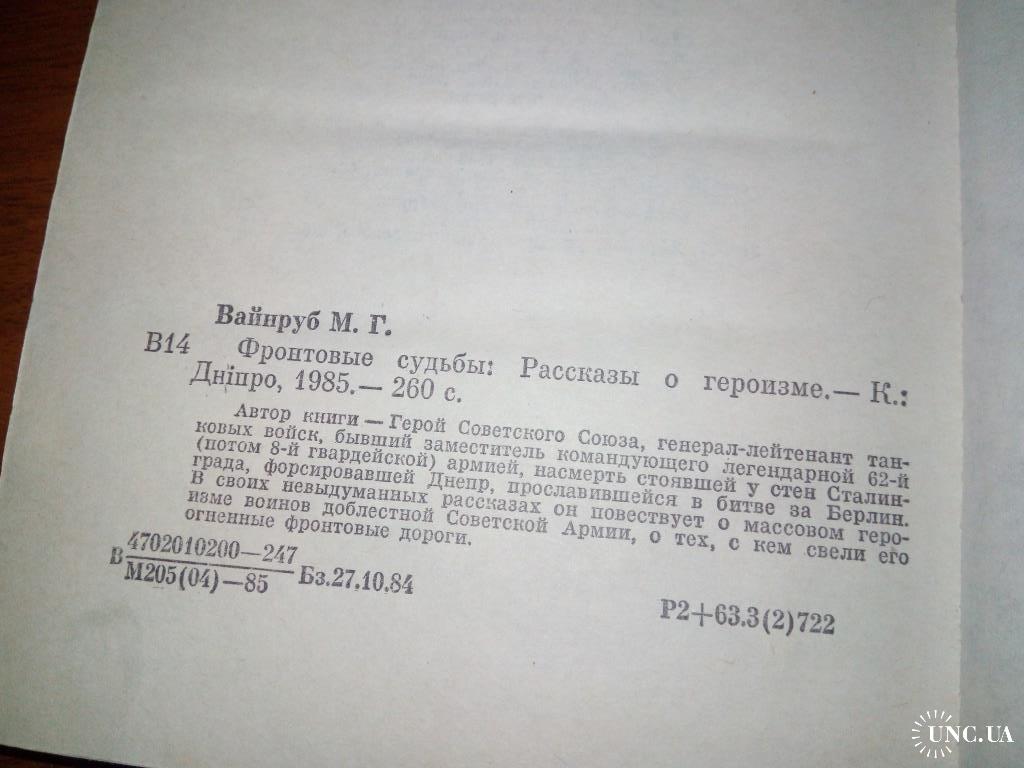 Вайнруб М. Г.
В14 Фронтовые судьбы: Рассказы о героизме.— К.:
Дніпро, 1985.— 260 с.
Автор книги — Герой Советского Союза, генерал-лейтенант тан-
ковых войск, бывший заместитель командующего легендарной 62-й
(потом 8-й гвардейской) армией, насмерть стоявшей у стен Сталин-
града, форсировавшей Днепр, прославившейся в битве за Берлин.
В своих невыдуманных рассказах он повествует о массовом геро-
изме воинов доблестной Советской Армии, о тех, с кем свели его
огненные фронтовые дороги.
4702010200—247
В М205(04)—85 Бз.27.10.84
Р2+63.3(2)722
UNC.UA